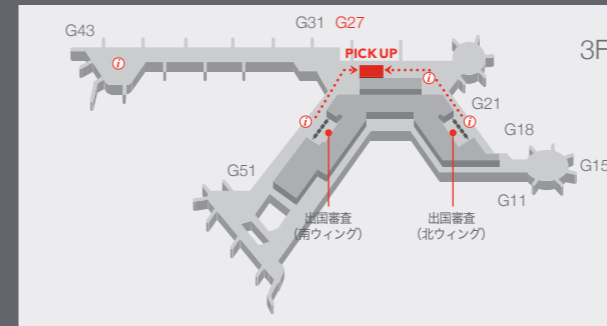 G43
G31 G27
PICK UP
3F
G21
G18
G15
G11
G51
出国審査
(南ウィング)
出国審査
(北ウィング)
i
i
i
i